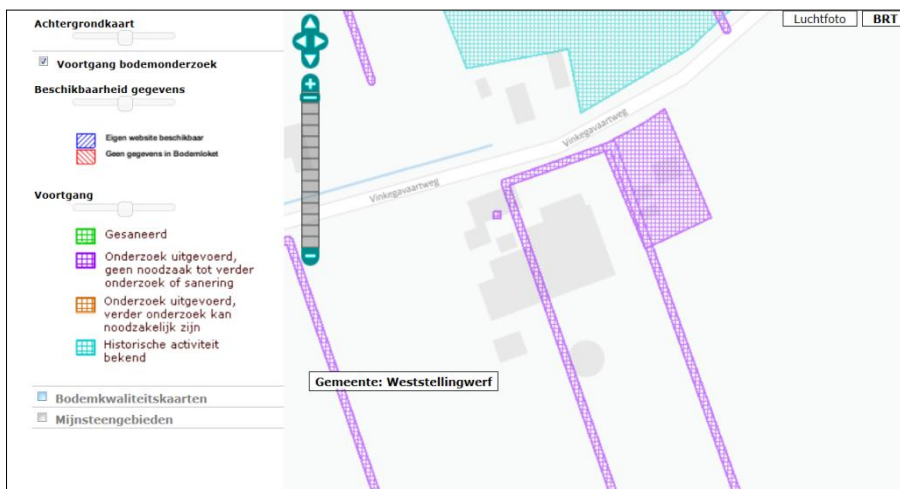 Achtergrondkaart
Voortgang bodemonderzoek
Beschikbaarheid gegevens
Eigen website beschikbaar
Geen gegevens in Bodemloket
Voortgang
Gesaneerd
Onderzoek uitgevoerd,
geen noodzaak tot verder
onderzoek of sanering
Onderzoek uitgevoerd,
verder onderzoek kan
noodzakelijk zijn
Historische activiteit
bekend
Bodemkwaliteitskaarten
Mijnsteengebieden
Luchtfoto
BRT
Vinkegavaartweg
Vinkegavaartweg
Gemeente: Weststellingwerf